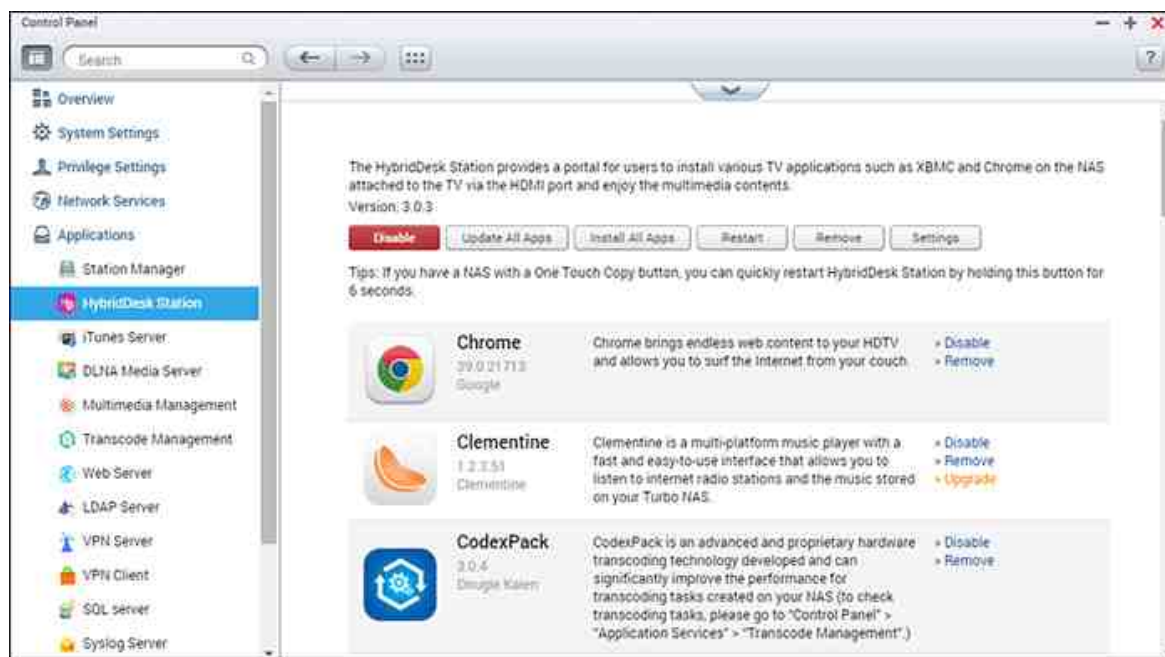 Control Panel
Search
?
Overview
System Settings
Privilege Settings
Network Services
Applications
Station Manager
HybridDesk Station
iTunes Server
DLNA Media Server
Multimedia Management
Transcode Management
Web Server
LDAP Server
VPN Server
VPN Client
SQL server
Syslog Server
The HybridDesk Station provides a portal for users to install various TV applications such as XBMC and Chrome on the NAS
attached to the TV via the HDMI port and enjoy the multimedia contents.
Version: 3.0.3
Disable Update All Apps Install All Apps Restart Remove Settings
Tips: If you have a NAS with a One Touch Copy button, you can quickly restart HybridDesk Station by holding this button for
6 seconds.
Chrome
39.0.21713
Google
Chrome brings endless web content to your HDTV
and allows you to surf the Internet from your couch.
» Disable
» Remove
Clementine
1.2.3.51
Clementine
Clementine is a multi-platform music player with a
fast and easy-to-use interface that allows you to
listen to internet radio stations and the music stored
on your Turbo NAS.
» Disable
» Remove
» Upgrade
CodexPack
3.0.4
CodexPack is an advanced and proprietary hardware
transcoding technology developed and can
significantly improve the performance for
transcoding tasks created on your NAS (to check
transcoding tasks, please go to "Control Panel" >
"Application Services" > "Transcode Management".)
» Disable
» Remove